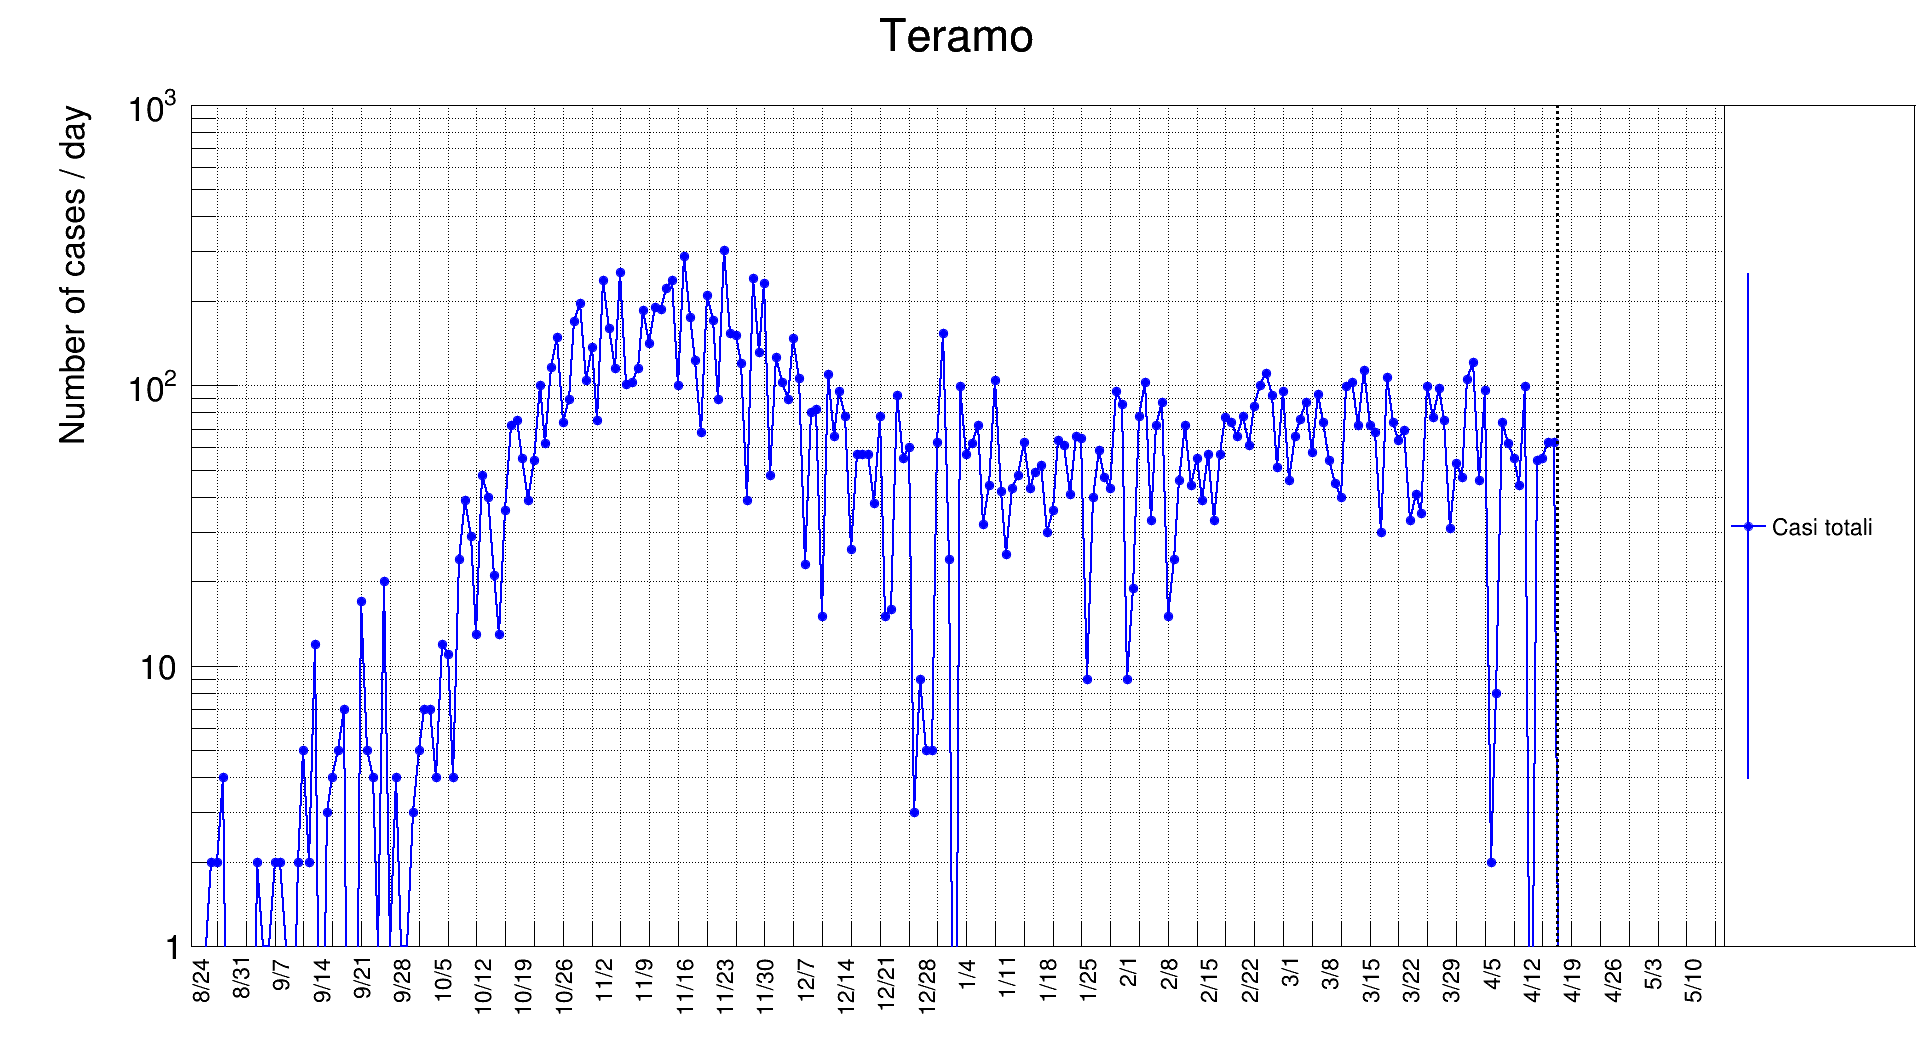 Teramo
Number of cases / day
10³
10²
10
1
8/24 8/31 9/7 9/14 9/21 9/28 10/5 10/12 10/19 10/26 11/2 11/9 11/16 11/23 11/30 12/7 12/14 12/21 12/28 1/4 1/11 1/18 1/25 2/1 2/8 2/15 2/22 3/1 3/8 3/15 3/22 3/29 4/5 4/12 4/19 4/26 5/3 5/10
Casi totali